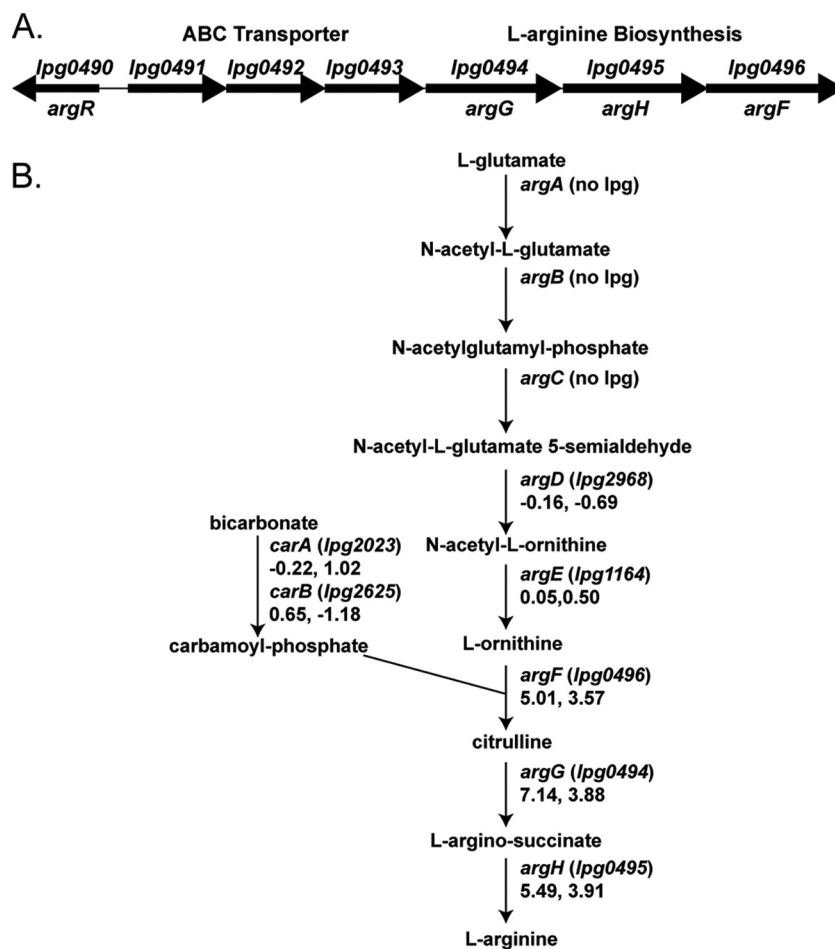 A.
ABC Transporter L-arginine Biosynthesis
lpg0490 lpg0491 lpg0492 lpg0493 lpg0494 lpg0495 lpg0496
argR argG argH argF
B.
L-glutamate
argA (no lpg)
N-acetyl-L-glutamate
argB (no lpg)
N-acetylglutamyl-phosphate
argC (no lpg)
N-acetyl-L-glutamate 5-semialdehyde
argD (lpg2968)
-0.16, -0.69
bicarbonate
carA (lpg2023)
-0.22, 1.02
carB (lpg2625)
0.65, -1.18
carbamoyl-phosphate
N-acetyl-L-ornithine
argE (lpg1164)
0.05,0.50
L-ornithine
argF (lpg0496)
5.01, 3.57
citrulline
argG (lpg0494)
7.14, 3.88
L-argino-succinate
argH (lpg0495)
5.49, 3.91
L-arginine